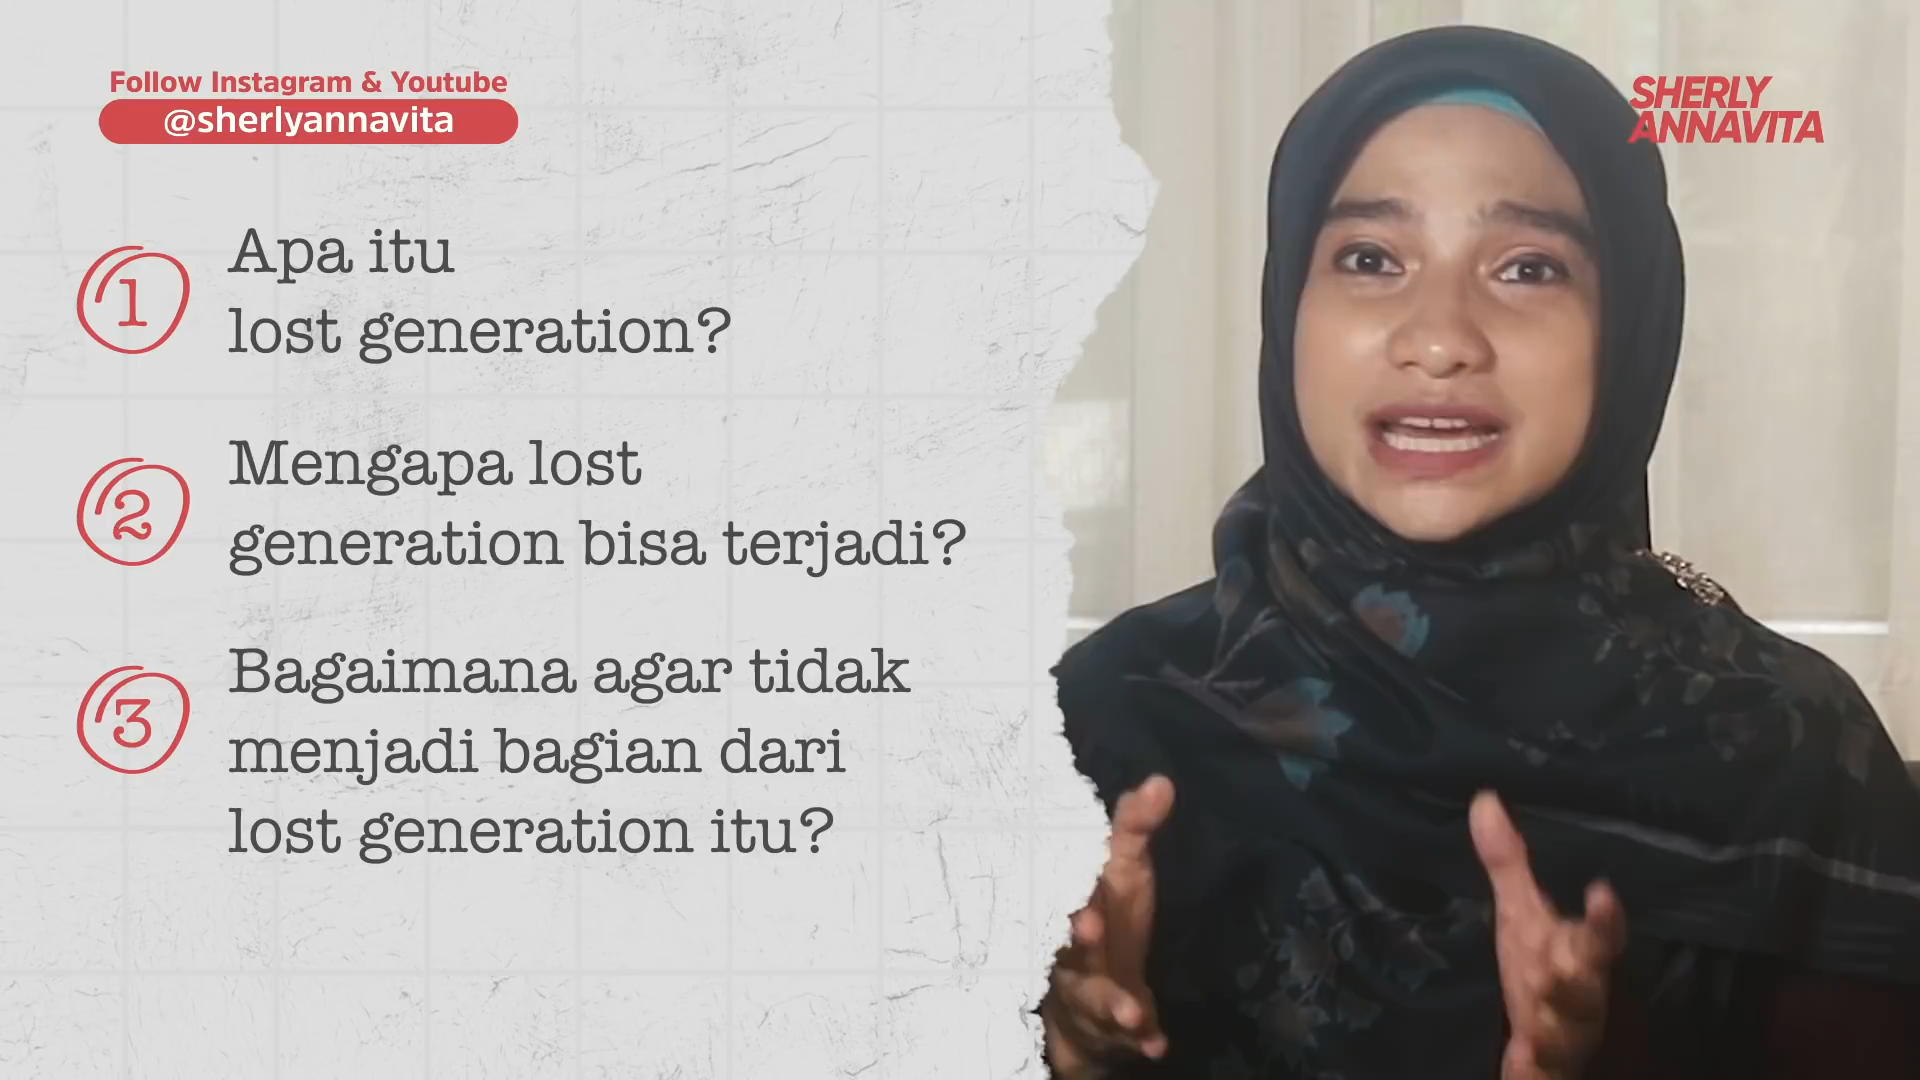 Follow Instagram & Youtube
@sherlyannavita
SHERLY
ANNAVITA
1
Apa itu
lost generation?
2
Mengapa lost
generation bisa terjadi?
3
Bagaimana agar tidak
menjadi bagian dari
lost generation itu?